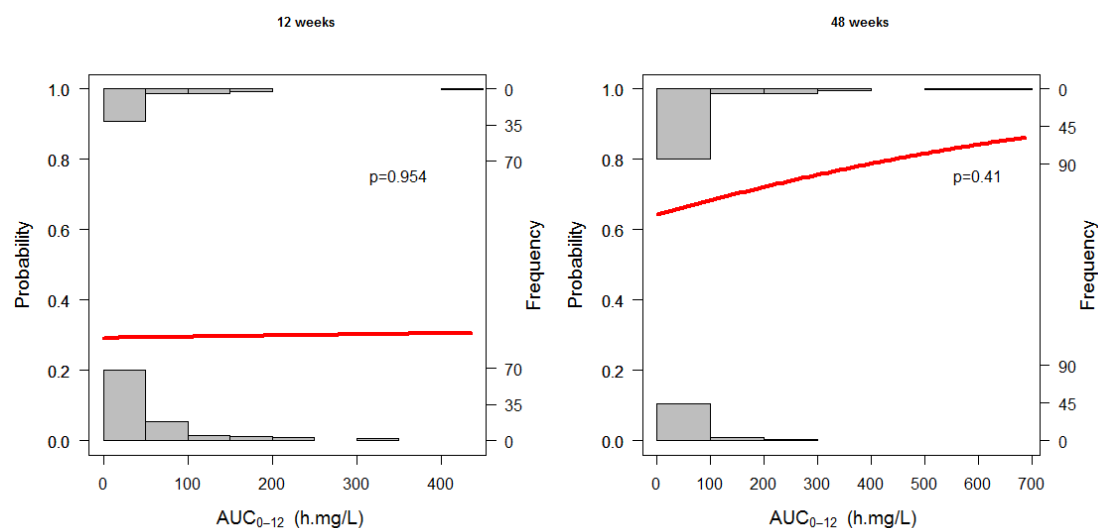 12 weeks
1.0
0.8
0.6
0.4
0.2
0.0
Probability
0
35
70
70
35
0
Frequency
p=0.954
0 100 200 300 400
AUC0–12 (h.mg/L)
48 weeks
1.0
0.8
0.6
0.4
0.2
0.0
Probability
0
45
90
90
45
0
Frequency
p=0.41
0 100 200 300 400 500 600 700
AUC0–12 (h.mg/L)